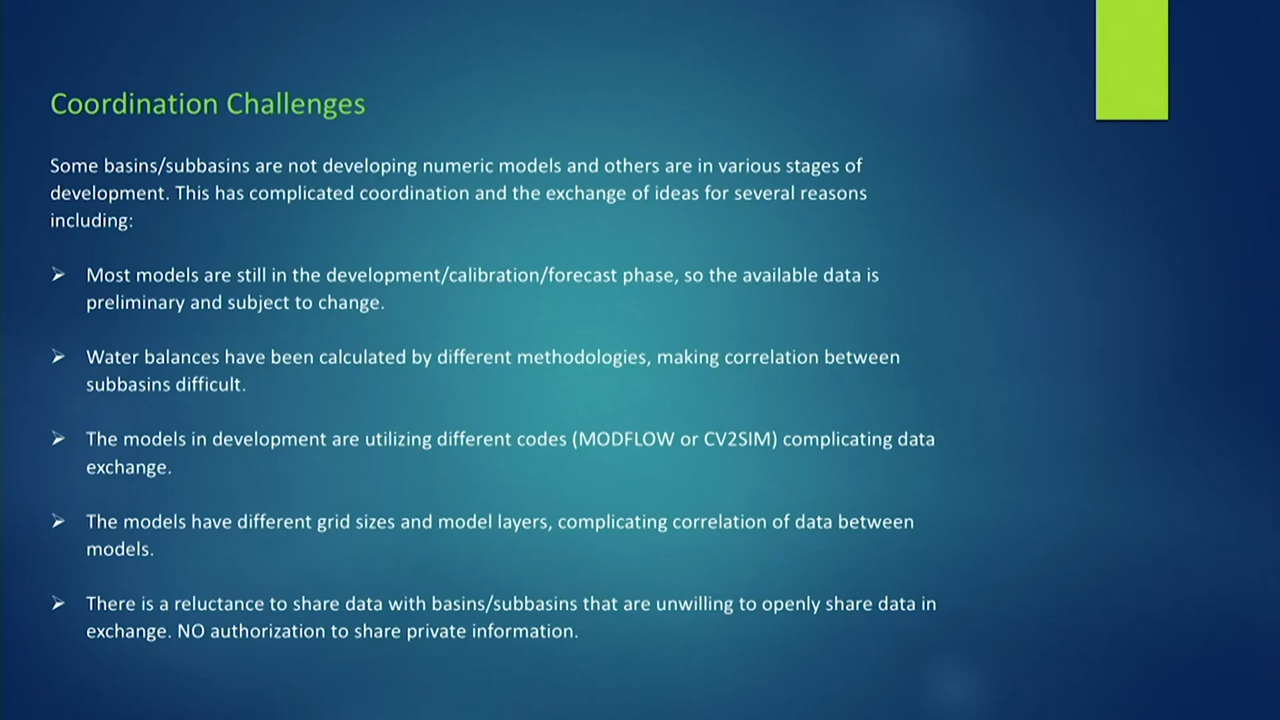 Coordination Challenges
Some basins/subbasins are not developing numeric models and others are in various stages of
development. This has complicated coordination and the exchange of ideas for several reasons
including:
➢ Most models are still in the development/calibration/forecast phase, so the available data is
preliminary and subject to change.
➢ Water balances have been calculated by different methodologies, making correlation between
subbasins difficult.
➢ The models in development are utilizing different codes (MODFLOW or CV2SIM) complicating data
exchange.
➢ The models have different grid sizes and model layers, complicating correlation of data between
models.
➢ There is a reluctance to share data with basins/subbasins that are unwilling to openly share data in
exchange. NO authorization to share private information.